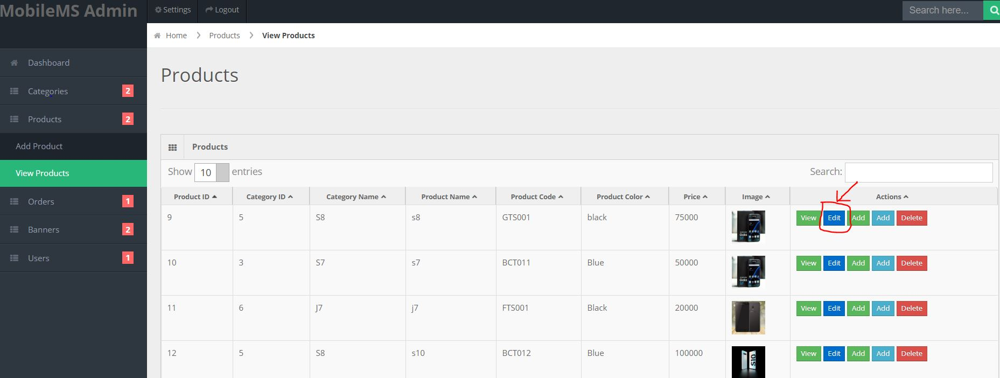 MobileMS Admin
Settings
Logout
Search here...
Home
Products
View Products
Dashboard
Categories 2
Products 2
Add Product
View Products
Orders 1
Banners 2
Users 1
Products
Products
Show 10 entries
Search:
Product ID Category ID Category Name Product Name Product Code Product Color Price Image Actions
9 5 S8 s8 GTS001 black 75000 View Edit Add Add Delete
10 3 S7 s7 BCT011 Blue 50000 View Edit Add Add Delete
11 6 J7 j7 FTS001 Black 20000 View Edit Add Add Delete
12 5 S8 s10 BCT012 Blue 100000 S10 View Edit Add Add Delete